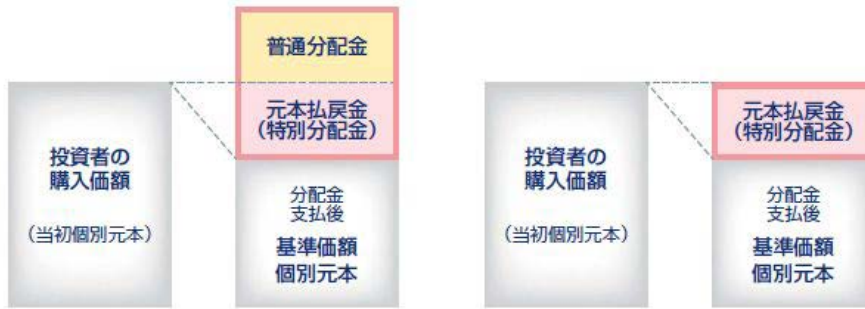 普通分配金
元本払戻金
(特別分配金)
投資者の
購入価額
(当初個別元本)
分配金
支払後
基準価額
個別元本
元本払戻金
(特別分配金)
投資者の
購入価額
(当初個別元本)
分配金
支払後
基準価額
個別元本